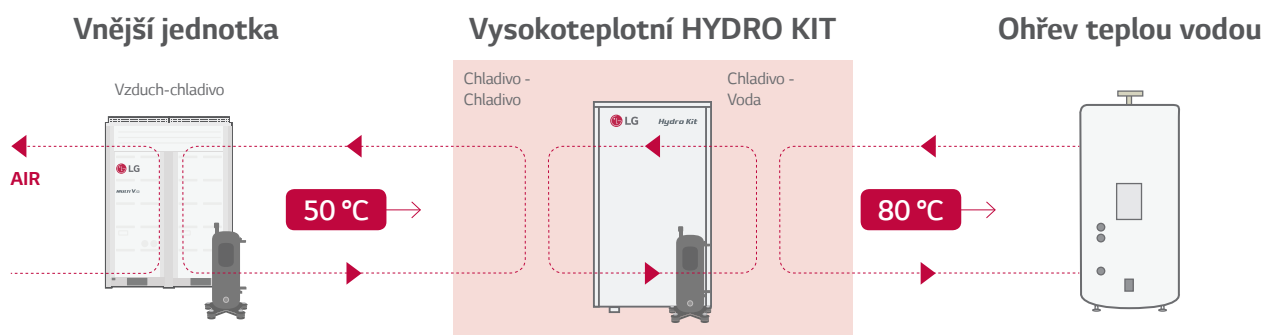 Vnější jednotka
Vysokoteplotní HYDRO KIT
Ohřev teplou vodou
Vzduch-chladivo
Chladivo -
Chladivo
Chladivo -
Voda
LG
Hydro Kit
LG
MULTI V
AIR
50 °C
80 °C